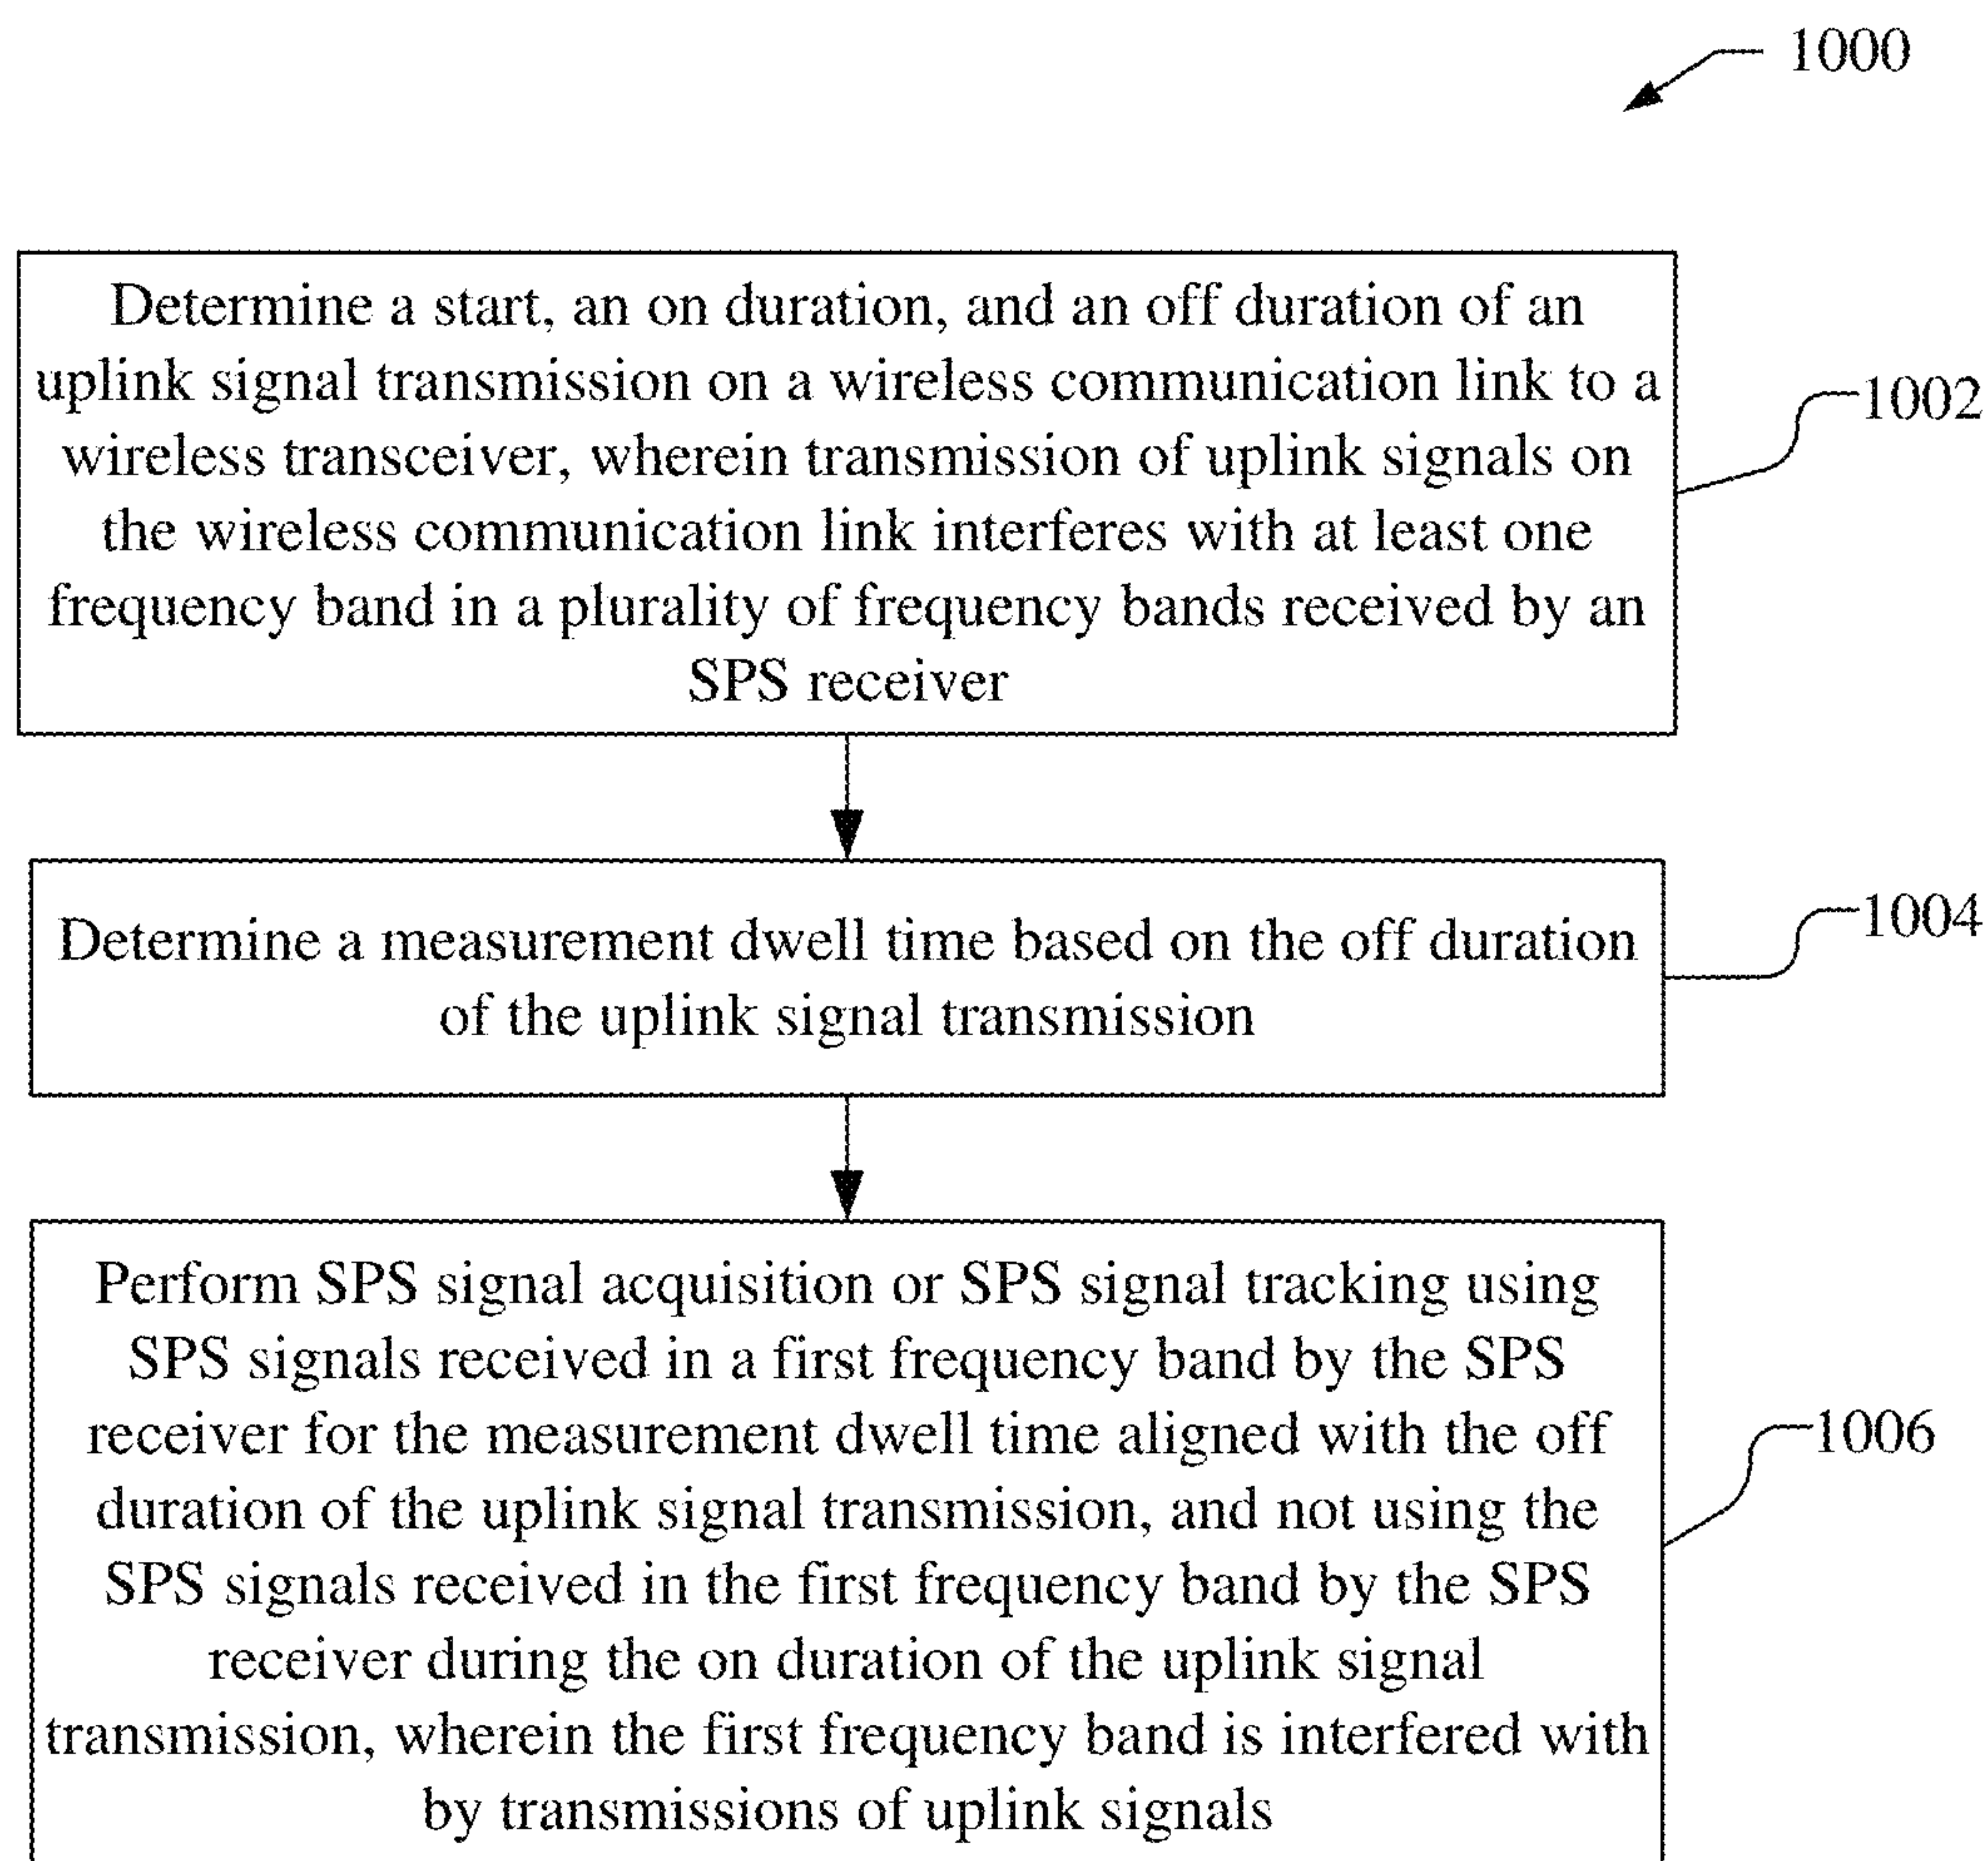 1000
Determine a start, an on duration, and an off duration of an
uplink signal transmission on a wireless communication link to a
wireless transceiver, wherein transmission of uplink signals on
the wireless communication link interferes with at least one
frequency band in a plurality of frequency bands received by an
SPS receiver
1002
Determine a measurement dwell time based on the off duration
of the uplink signal transmission
1004
Perform SPS signal acquisition or SPS signal tracking using
SPS signals received in a first frequency band by the SPS
receiver for the measurement dwell time aligned with the off
duration of the uplink signal transmission, and not using the
SPS signals received in the first frequency band by the SPS
receiver during the on duration of the uplink signal
transmission, wherein the first frequency band is interfered with
by transmissions of uplink signals
1006